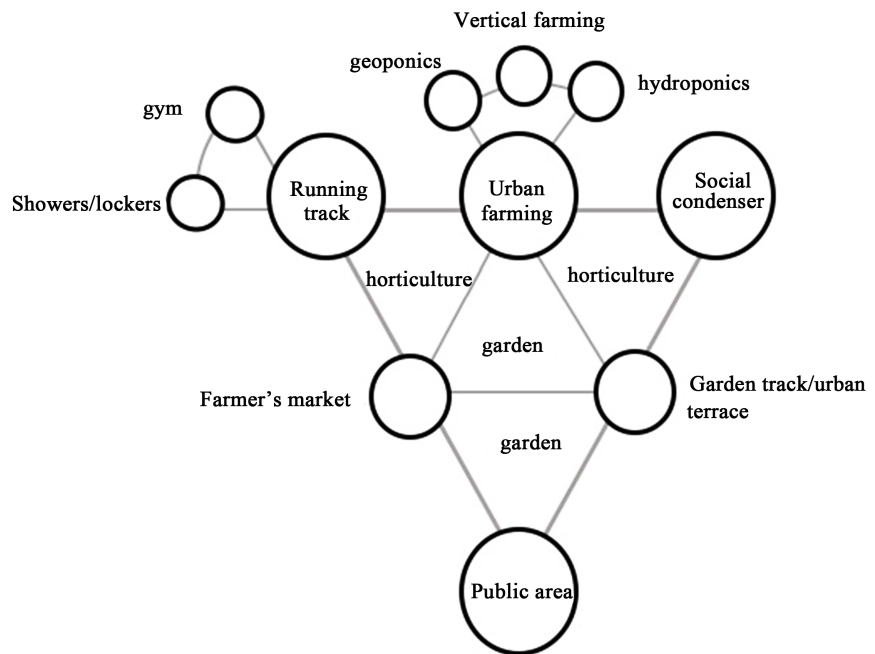 Vertical farming
geoponics
hydroponics
gym
Showers/lockers
Running
track
Urban
farming
Social
condenser
horticulture
horticulture
garden
Farmer’s market
Garden track/urban
terrace
garden
Public area